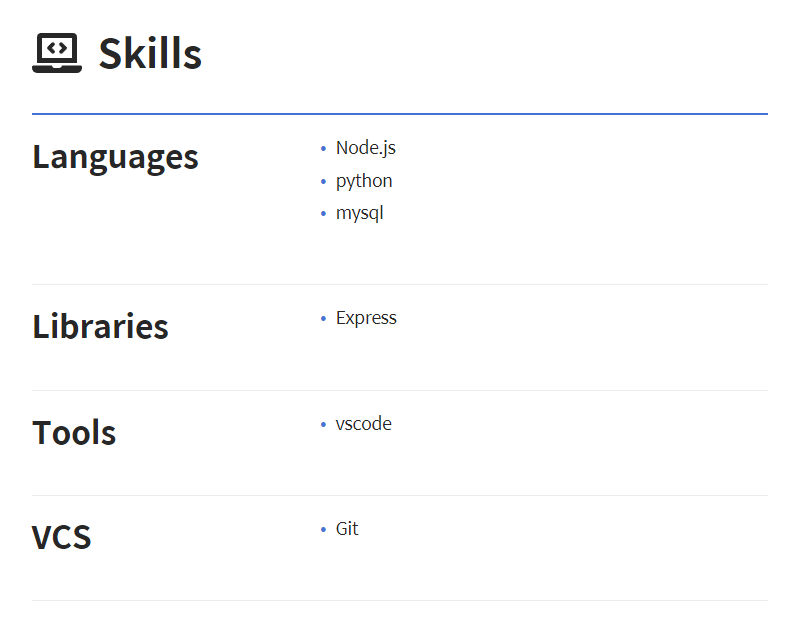 Skills
Languages
Node.js
python
mysql
Libraries
Express
Tools
vscode
VCS
Git